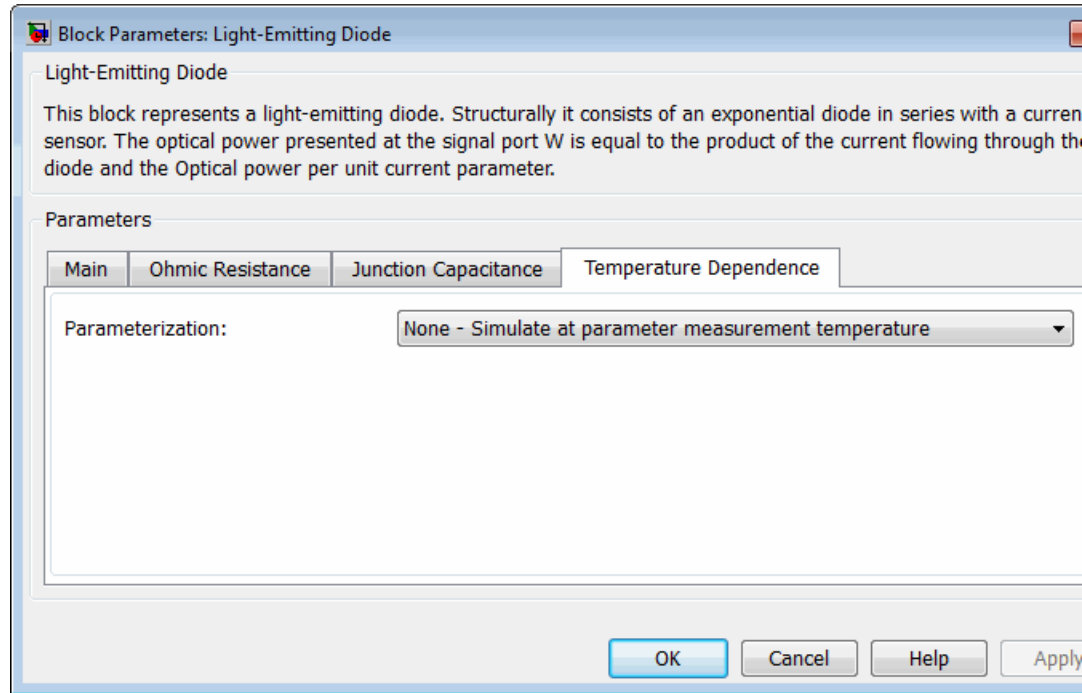 Block Parameters: Light-Emitting Diode
Light-Emitting Diode
This block represents a light-emitting diode. Structurally it consists of an exponential diode in series with a
sensor. The optical power presented at the signal port W is equal to the product of the current flowing through
diode and the Optical power per unit current parameter.
Parameters
Main Ohmic Resistance Junction Capacitance Temperature Dependence
Parameterization: None - Simulate at parameter measurement temperature
OK Cancel Help Apply